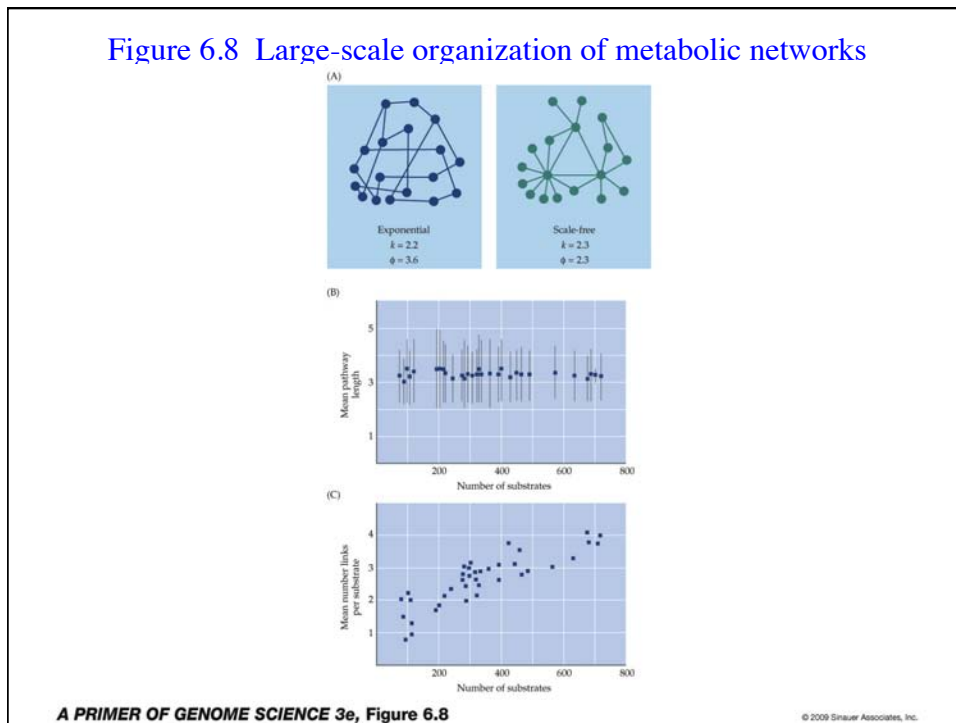 Figure 6.8 Large-scale organization of metabolic networks
(A)
Exponential
k = 2.2
ϕ = 3.6
Scale-free
k = 2.3
ϕ = 2.3
(B)
5
3
1
Mean pathway
length
200
400
600
800
Number of substrates
(C)
4
3
2
1
Mean number links
per substrate
200
400
600
800
Number of substrates
A PRIMER OF GENOME SCIENCE 3e, Figure 6.8
© 2009 Sinauer Associates, Inc.